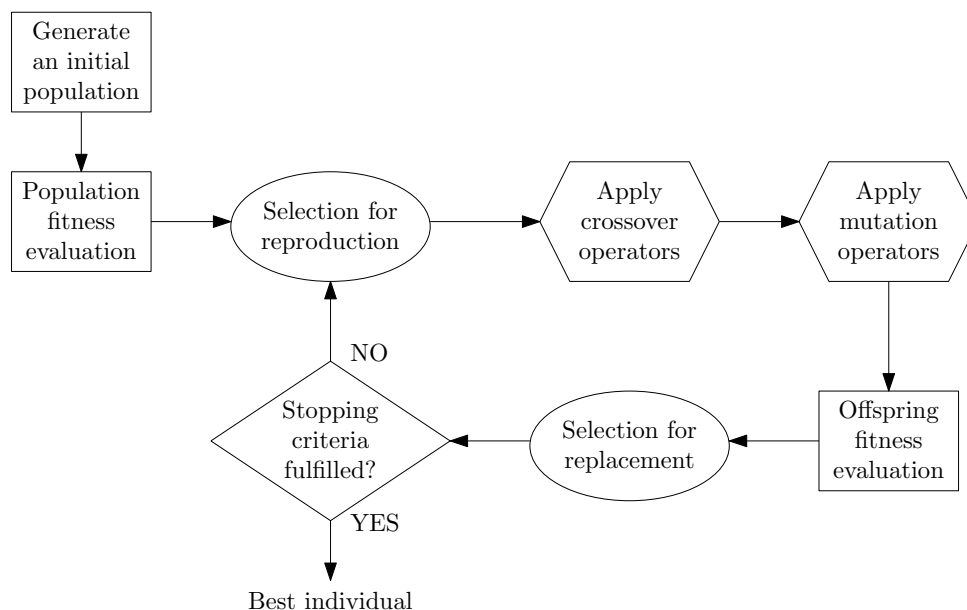 Generate
an initial
population
Population
fitness
evaluation
Selection for
reproduction
Apply
crossover
operators
Apply
mutation
operators
NO
Stopping
criteria
fulfilled?
Selection for
replacement
Offspring
fitness
evaluation
YES
Best individual